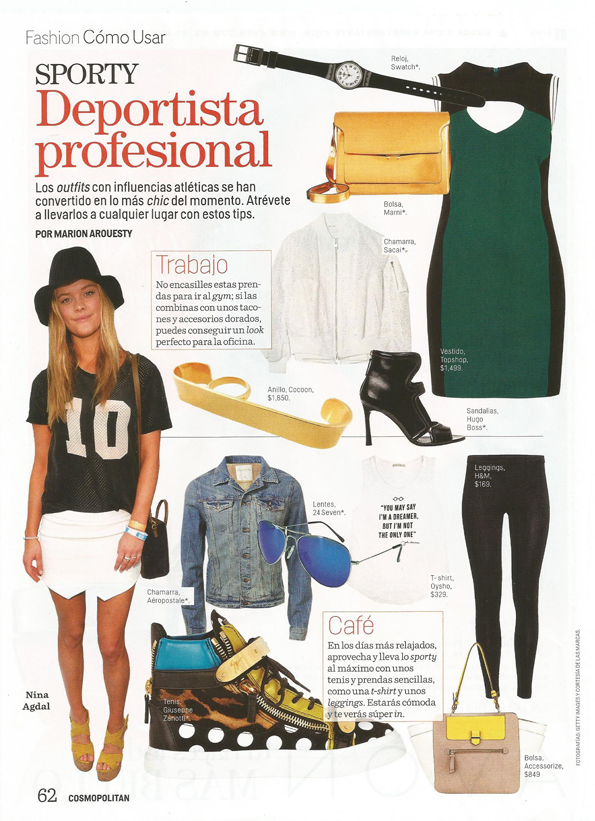 Fashion Cómo Usar
SPORTY
Deportista
profesional
Los outfits con influencias atléticas se han
convertido en lo más chic del momento. Atrévete
a llevarlos a cualquier lugar con estos tips.
POR MARION AROUESTY
Reloj,
Swatch*.
Bolsa,
Marni*.
Chamarra,
Sacai*.
Trabajo
No encasilles estas pren-
das para ir al gym; si las
combinas con unos taco-
nes y accesorios dorados,
puedes conseguir un look
perfecto para la oficina.
Vestido,
Topshop,
$1,499.
Anillo, Cocoon,
$1,850.
Sandalias,
Hugo
Boss*.
10
Lentes,
24 Seven*.
"YOU MAY SAY
I'M A DREAMER,
BUT I'M NOT
THE ONLY ONE"
Leggings,
H&M,
$169.
T-shirt,
Oysho,
$329.
Chamarra,
Aéropostale*.
Café
En los días más relajados,
aprovecha y lleva lo sporty
al máximo con unos
tenis y prendas sencillas,
como una t-shirt y unos
leggings. Estarás cómoda
y te verás súper in.
Tenis,
Giuseppe
Zanotti*.
Nina
Agdal
Bolsa,
Accessorize,
$849
FOTOGRAFÍAS: GETTY IMAGES Y CORTESÍA DE LAS MARCAS.
62 COSMOPOLITAN